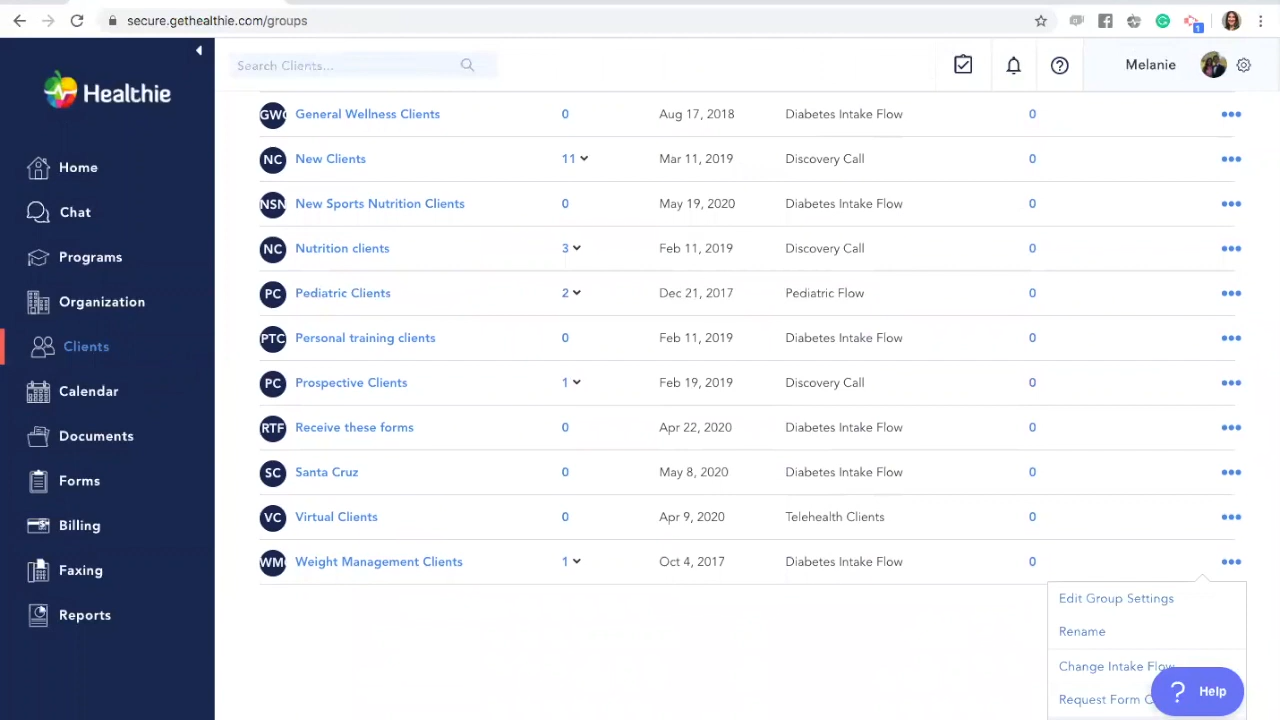 secure.gethealthie.com/groups
1
Healthie
Search Clients...
Melanie
Home
Chat
Programs
Organization
Clients
Calendar
Documents
Forms
Billing
Faxing
Reports
GWC General Wellness Clients 0 Aug 17, 2018 Diabetes Intake Flow 0
NC New Clients 11 Mar 11, 2019 Discovery Call 0
NSN New Sports Nutrition Clients 0 May 19, 2020 Diabetes Intake Flow 0
NC Nutrition clients 3 Feb 11, 2019 Discovery Call 0
PC Pediatric Clients 2 Dec 21, 2017 Pediatric Flow 0
PTC Personal training clients 0 Feb 11, 2019 Diabetes Intake Flow 0
PC Prospective Clients 1 Feb 19, 2019 Discovery Call 0
RTF Receive these forms 0 Apr 22, 2020 Diabetes Intake Flow 0
SC Santa Cruz 0 May 8, 2020 Diabetes Intake Flow 0
VC Virtual Clients 0 Apr 9, 2020 Telehealth Clients 0
WMC Weight Management Clients 1 Oct 4, 2017 Diabetes Intake Flow 0
Edit Group Settings
Rename
Change Intake Flow
Request Form
? Help